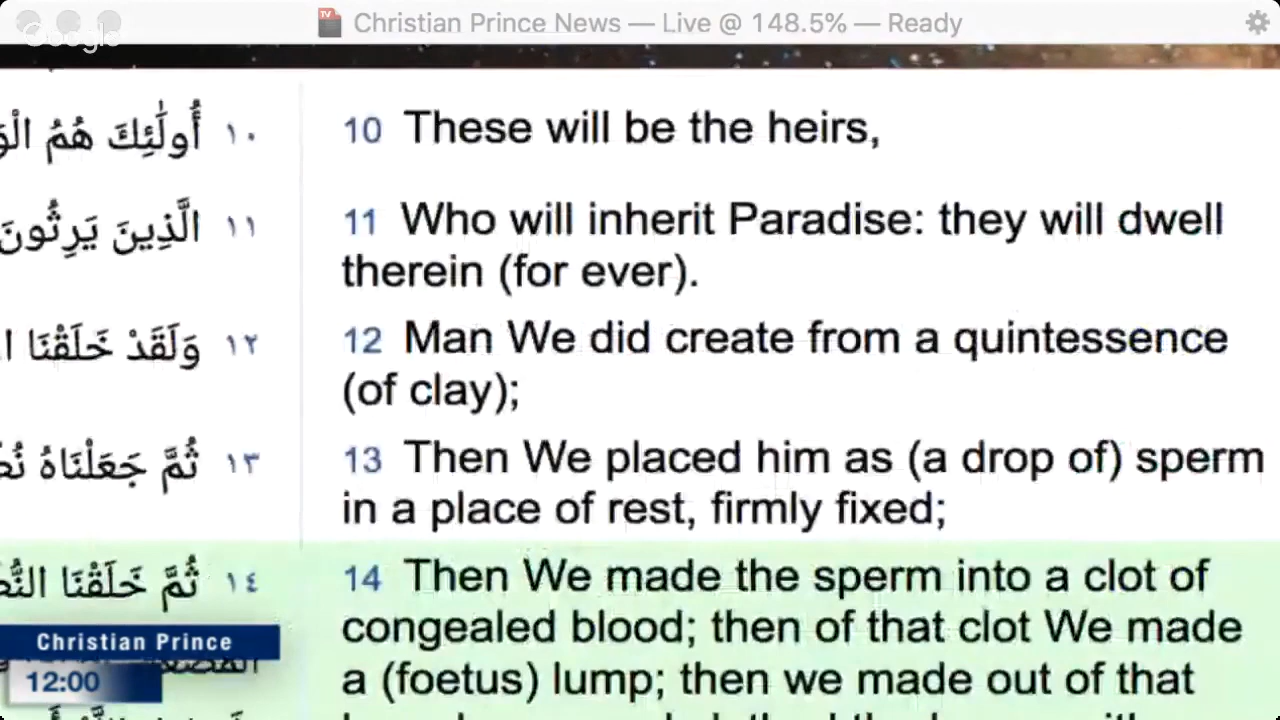 Christian Prince News — Live @ 148.5% — Ready
Google
10 These will be the heirs,
أُولَٰئِكَ هُمُ ١٠
11 Who will inherit Paradise: they will dwell
therein (for ever).
الَّذِينَ يَرِثُونَ ١١
12 Man We did create from a quintessence
(of clay);
وَلَقَدْ خَلَقْنَا ١٢
13 Then We placed him as (a drop of) sperm
in a place of rest, firmly fixed;
ثُمَّ جَعَلْنَاهُ ١٣
14 Then We made the sperm into a clot of
congealed blood; then of that clot We made
a (foetus) lump; then we made out of that
ثُمَّ خَلَقْنَا ١٤
Christian Prince
12:00